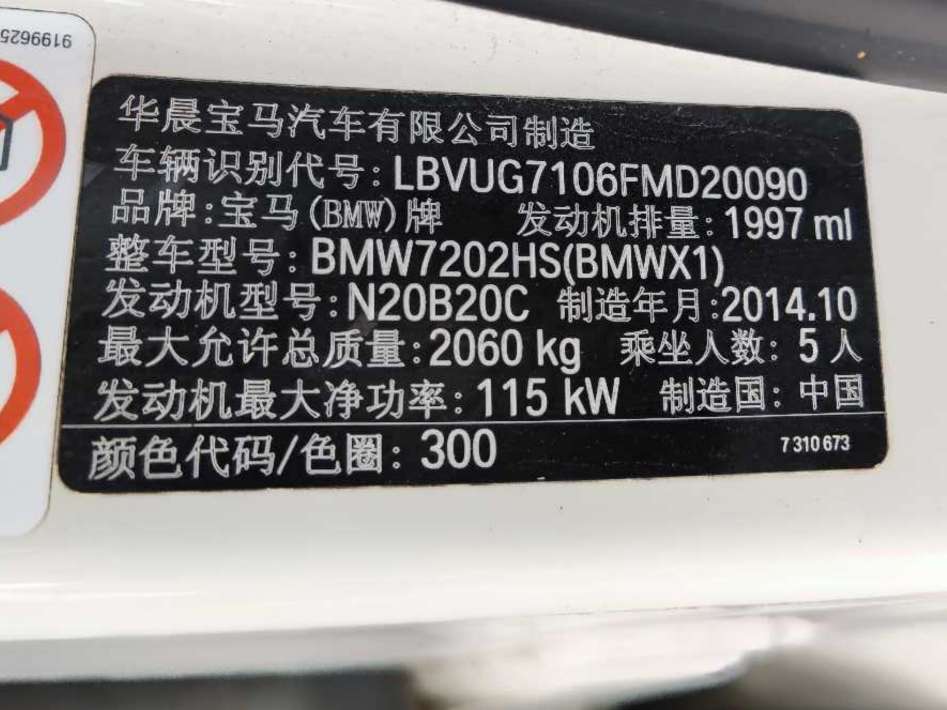 9199625
华晨宝马汽车有限公司制造
车辆识别代号: LBVUG7106FMD20090
品牌: 宝马(BMW)牌 发动机排量: 1997 ml
整车型号: BMW7202HS(BMWX1)
发动机型号: N20B20C 制造年月: 2014.10
最大允许总质量: 2060 kg 乘坐人数: 5 人
发动机最大净功率: 115 kW 制造国: 中国
颜色代码/色圈: 300 7 310 673